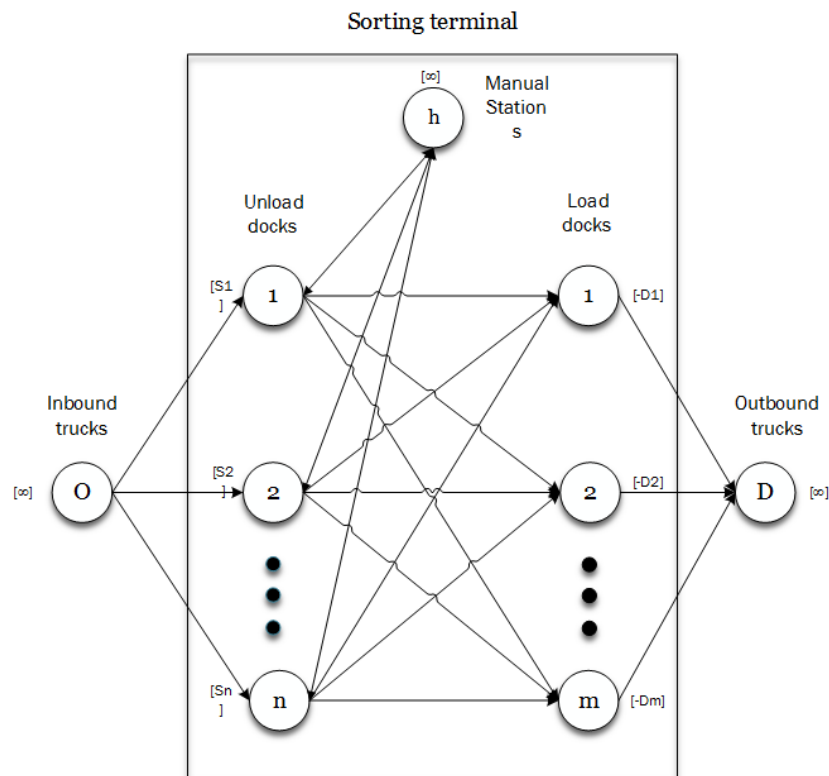 Sorting terminal
[∞]
h
Manual
Station
s
Unload
docks
Load
docks
[S1
]
1
1
[-D1]
Inbound
trucks
Outbound
trucks
[∞]
O
[S2
]
2
2
[-D2]
D
[∞]
[Sn
]
n
m
[-Dm]